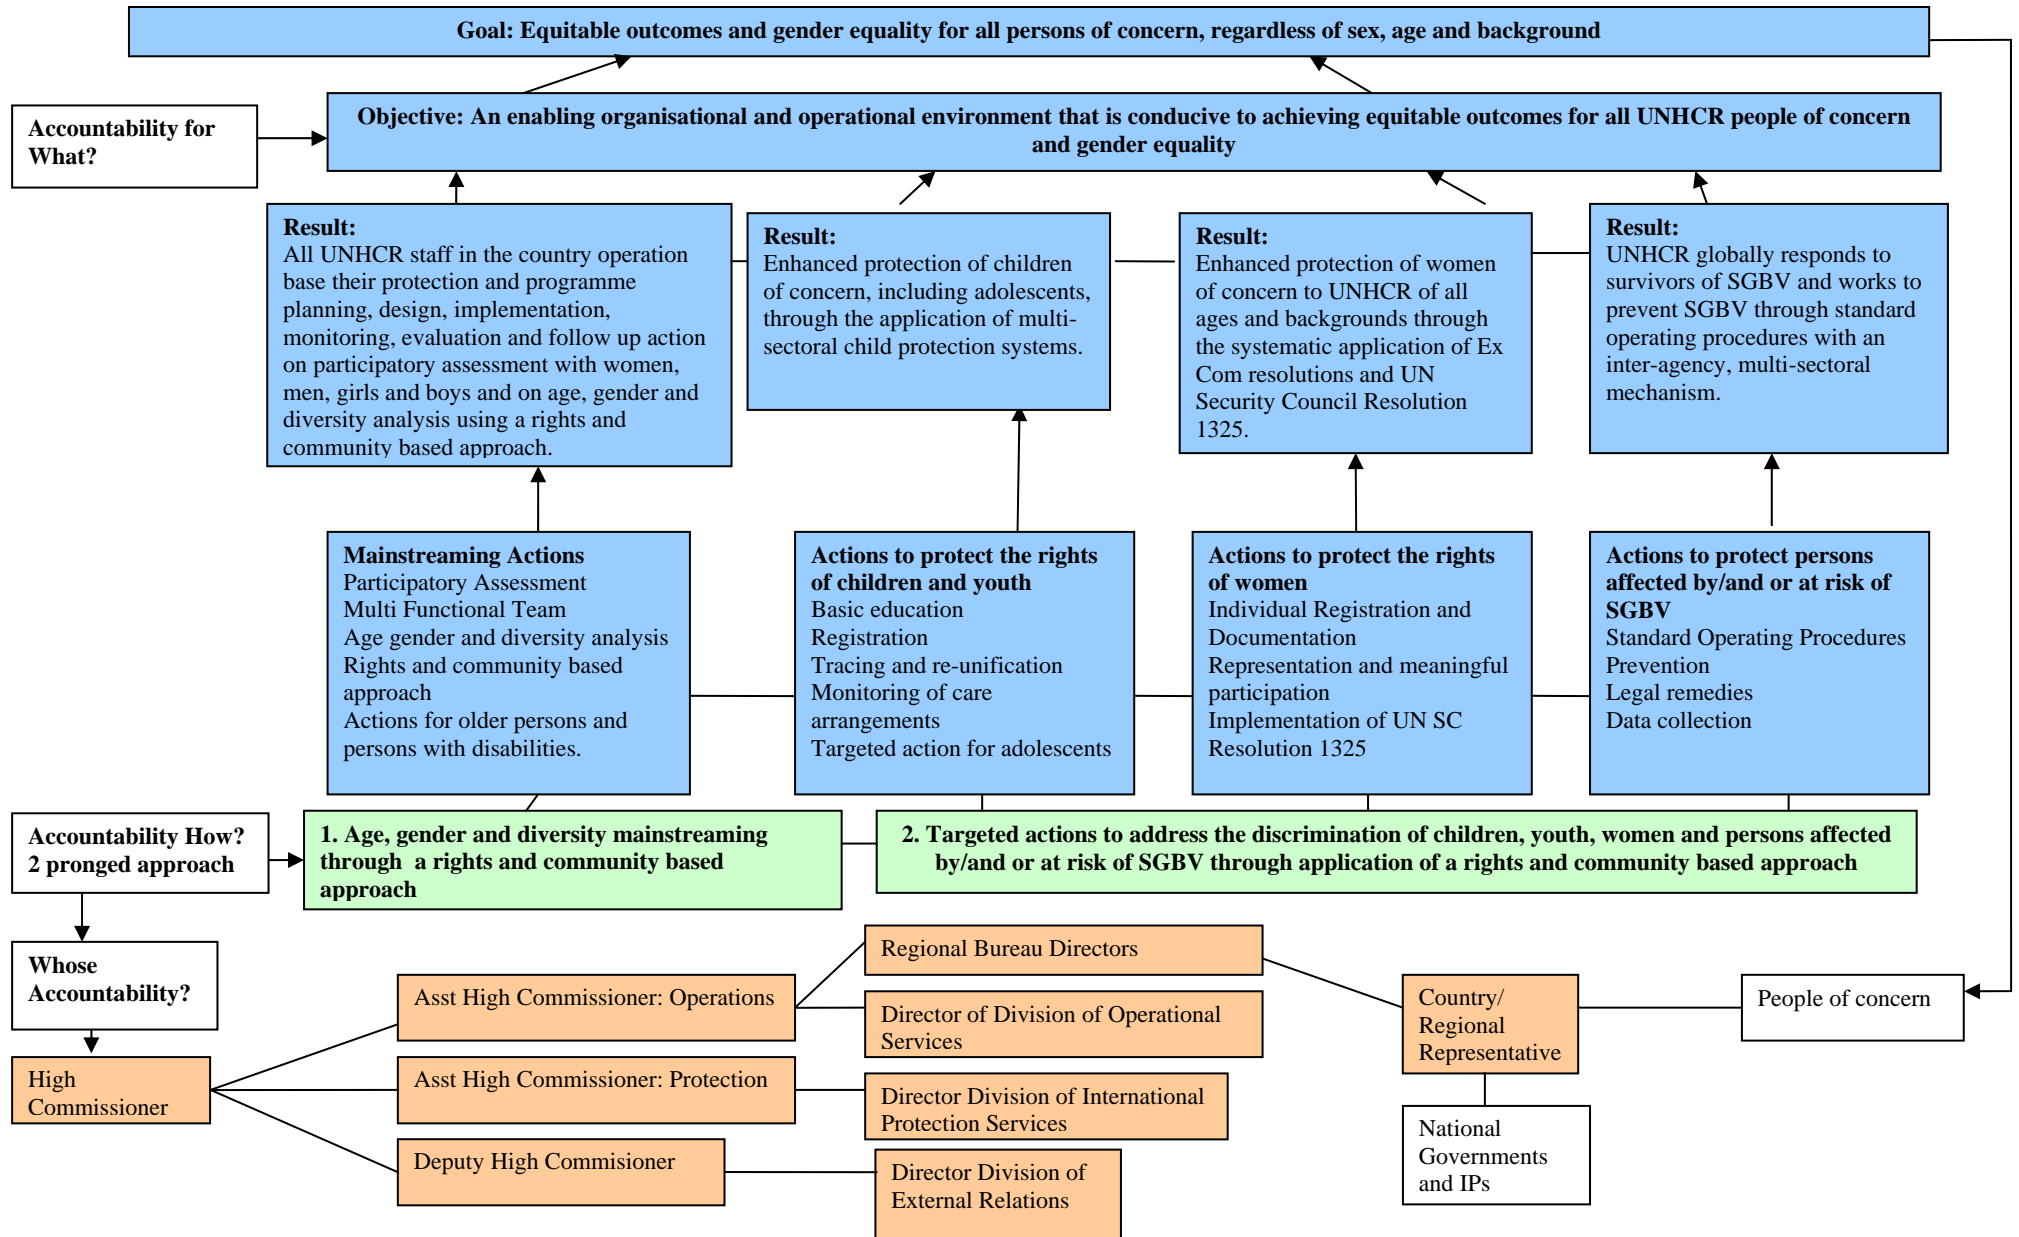 Goal: Equitable outcomes and gender equality for all persons of concern, regardless of sex, age and background
Accountability for
What?
Objective: An enabling organisational and operational environment that is conducive to achieving equitable outcomes for all UNHCR people of concern
and gender equality
Result:
All UNHCR staff in the country operation
base their protection and programme
planning, design, implementation,
monitoring, evaluation and follow up action
on participatory assessment with women,
men, girls and boys and on age, gender and
diversity analysis using a rights and
community based approach.
Result:
Enhanced protection of children
of concern, including adolescents,
through the application of multi-
sectoral child protection systems.
Result:
Enhanced protection of women
of concern to UNHCR of all
ages and backgrounds through
the systematic application of Ex
Com resolutions and UN
Security Council Resolution
1325.
Result:
UNHCR globally responds to
survivors of SGBV and works to
prevent SGBV through standard
operating procedures with an
inter-agency, multi-sectoral
mechanism.
Mainstreaming Actions
Participatory Assessment
Multi Functional Team
Age gender and diversity analysis
Rights and community based
approach
Actions for older persons and
persons with disabilities.
Actions to protect the rights
of children and youth
Basic education
Registration
Tracing and re-unification
Monitoring of care
arrangements
Targeted action for adolescents
Actions to protect the rights
of women
Individual Registration and
Documentation
Representation and meaningful
participation
Implementation of UN SC
Resolution 1325
Actions to protect persons
affected by/and or at risk of
SGBV
Standard Operating Procedures
Prevention
Legal remedies
Data collection
Accountability How?
2 pronged approach
1. Age, gender and diversity mainstreaming
through a rights and community based
approach
2. Targeted actions to address the discrimination of children, youth, women and persons affected
by/and or at risk of SGBV through application of a rights and community based approach
Whose
Accountability?
High
Commissioner
Asst High Commissioner: Operations
Asst High Commissioner: Protection
Deputy High Commisioner
Regional Bureau Directors
Director of Division of Operational
Services
Director Division of International
Protection Services
Director Division of
External Relations
Country/
Regional
Representative
National
Governments
and IPs
People of concern